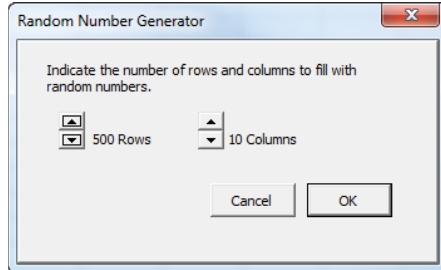 Random Number Generator
Indicate the number of rows and columns to fill with
random numbers.
500 Rows
10 Columns
Cancel
OK